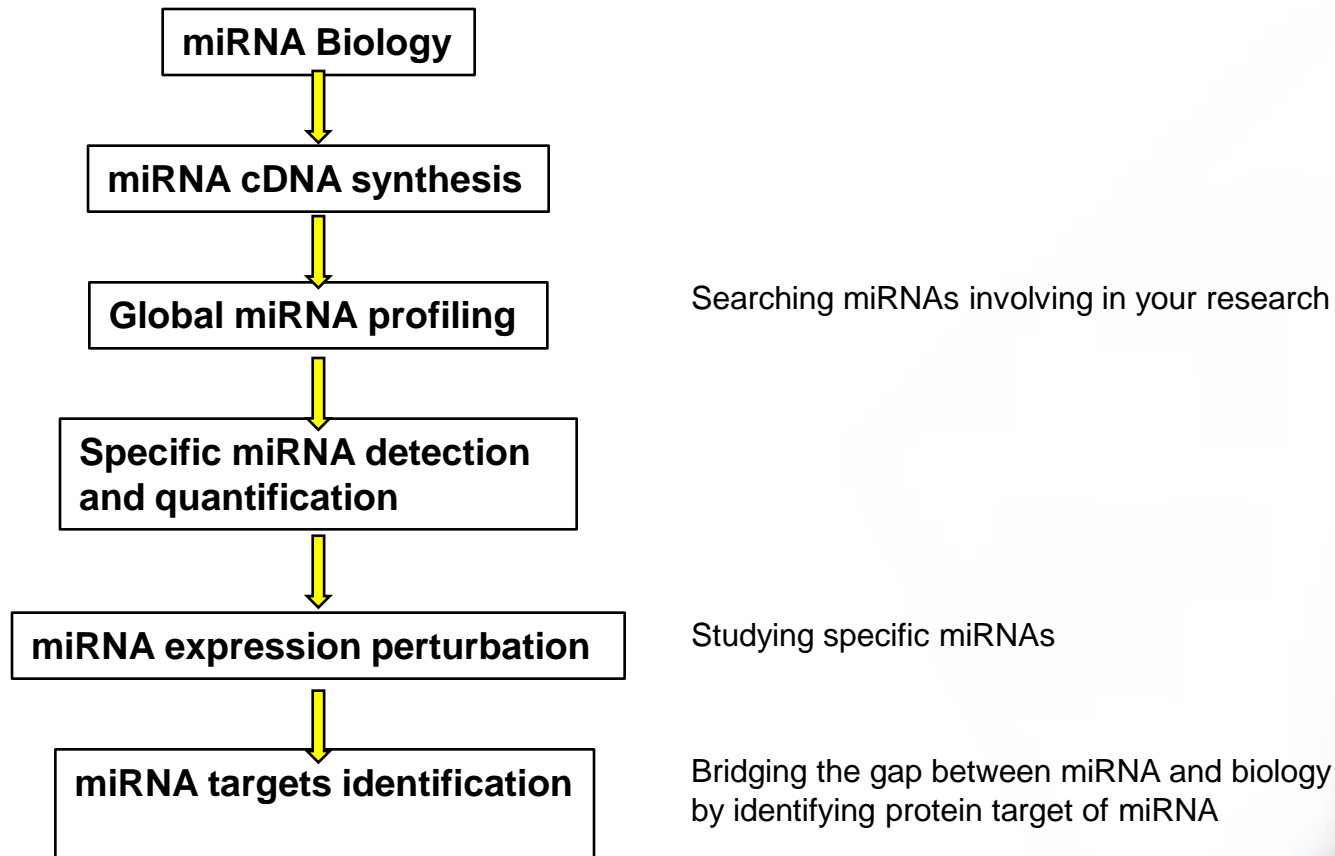 miRNA Biology
miRNA cDNA synthesis
Global miRNA profiling
Searching miRNAs involving in your research
Specific miRNA detection
and quantification
miRNA expression perturbation
Studying specific miRNAs
miRNA targets identification
Bridging the gap between miRNA and biology
by identifying protein target of miRNA